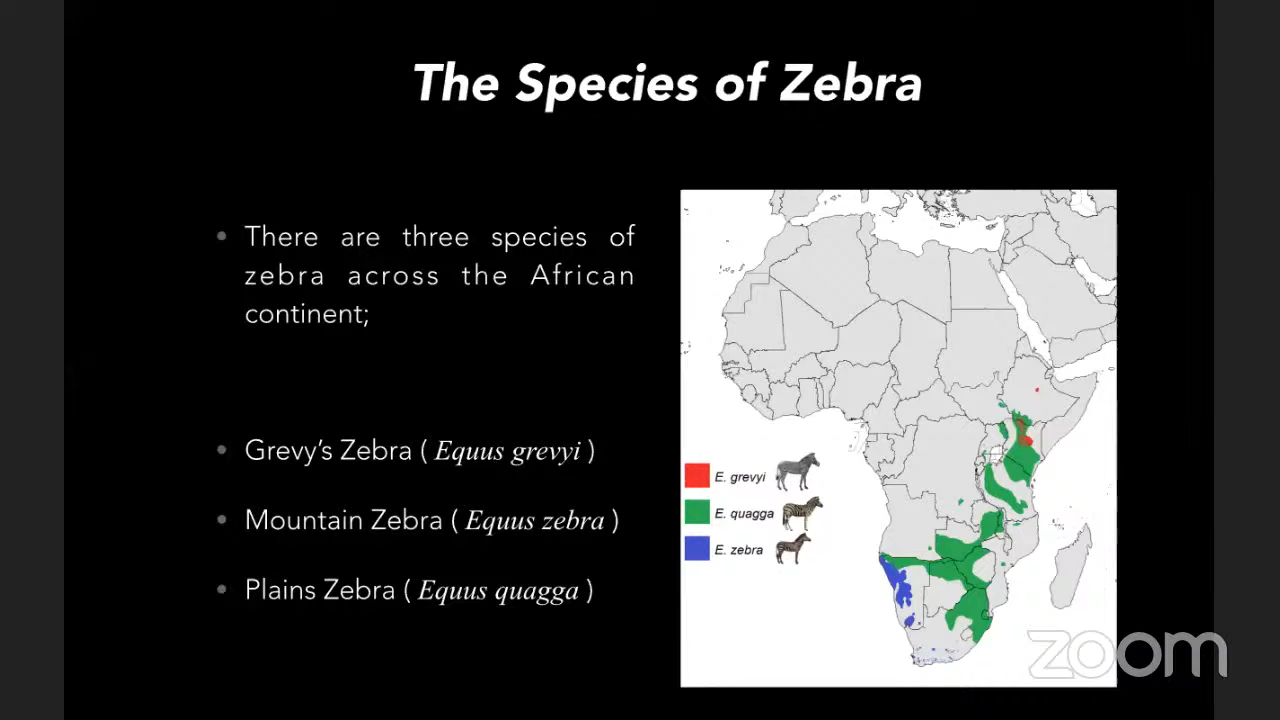 The Species of Zebra
• There are three species of
zebra across the African
continent;
• Grevy’s Zebra ( Equus grevyi )
• Mountain Zebra ( Equus zebra )
• Plains Zebra ( Equus quagga )
E. grevyi
E. quagga
E. zebra
zoom